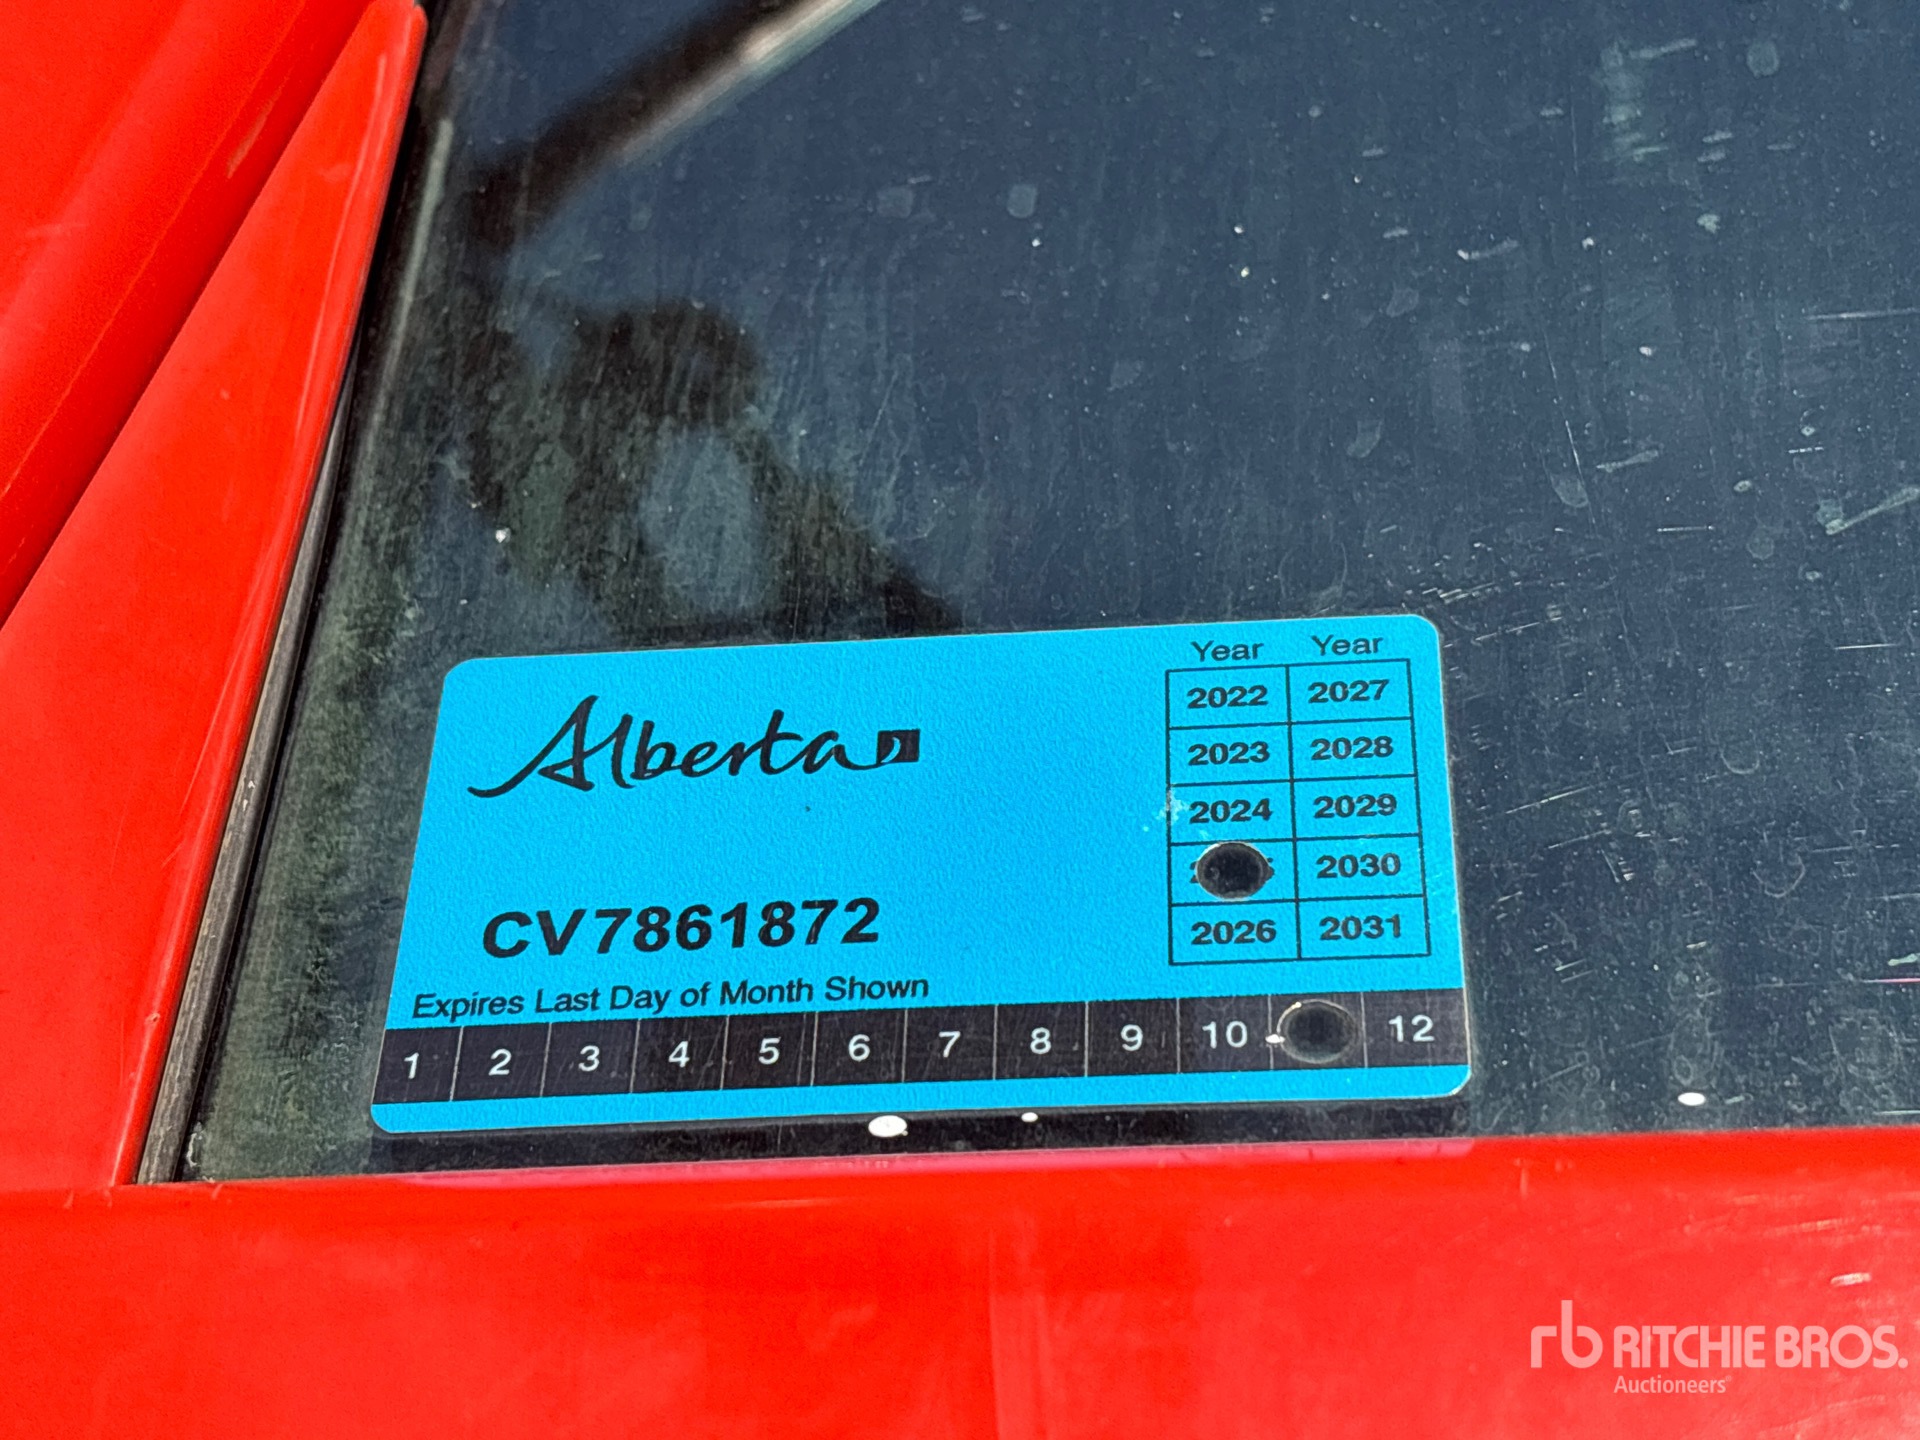 Alberta
Year Year
2022 2027
2023 2028
2024 2029
2030
2026 2031
CV7861872
Expires Last Day of Month Shown
1 2 3 4 5 6 7 8 9 10 12
rb RITCHIE BROS.
Auctioneers